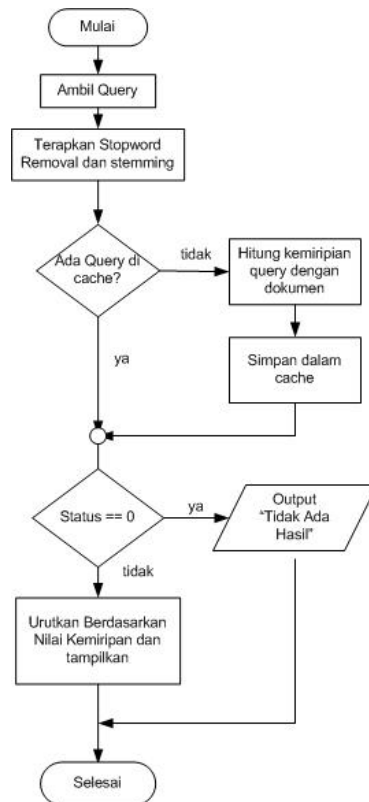 Mulai
Ambil Query
Terapkan Stopword
Removal dan stemming
Ada Query di
cache?
tidak
Hitung kemiripian
query dengan
dokumen
Simpan dalam
cache
ya
Status == 0
ya
Output
“Tidak Ada
Hasil”
tidak
Urutkan Berdasarkan
Nilai Kemiripan dan
tampilkan
Selesai